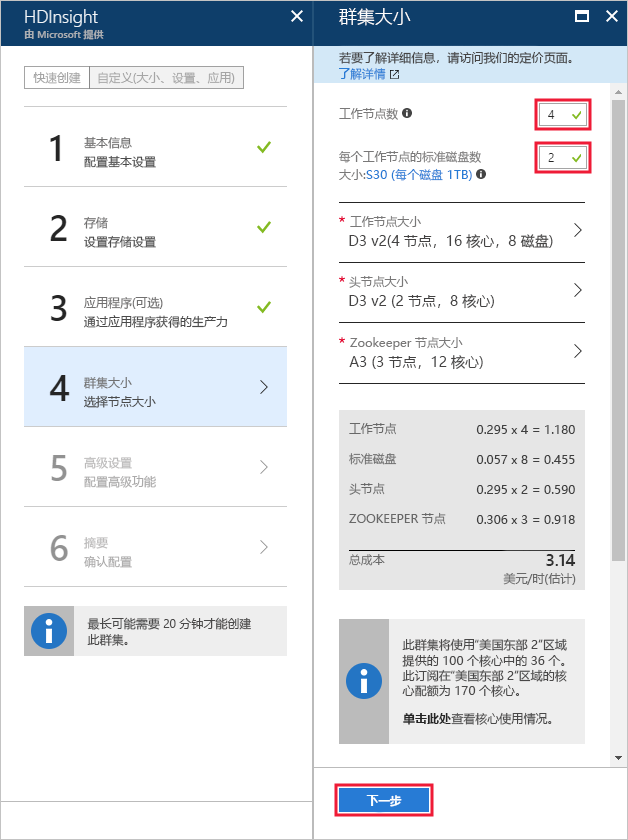 HDInsight
由 Microsoft 提供
快速创建 自定义(大小、设置、应用)
1
基本信息
配置基本设置
2
存储
设置存储设置
3
应用程序(可选)
通过应用程序获得的生产力
4
群集大小
选择节点大小
5
高级设置
配置高级功能
6
摘要
确认配置
最长可能需要 20 分钟才能创建
此群集。
群集大小
若要了解详细信息，请访问我们的定价页面。
了解详情
工作节点数
4
每个工作节点的标准磁盘数
大小:S30 (每个磁盘 1TB)
2
* 工作节点大小
D3 v2(4 节点，16 核心，8 磁盘)
* 头节点大小
D3 v2 (2 节点，8 核心)
* Zookeeper 节点大小
A3 (3 节点，12 核心)
工作节点 0.295 x 4 = 1.180
标准磁盘 0.057 x 8 = 0.455
头节点 0.295 x 2 = 0.590
ZOOKEEPER 节点 0.306 x 3 = 0.918
总成本 3.14
美元/时(估计)
此群集将使用"美国东部 2"区域
提供的 100 个核心中的 36 个。
此订阅在"美国东部 2"区域的核
心配额为 170 个核心。
单击此处查看核心使用情况。
下一步